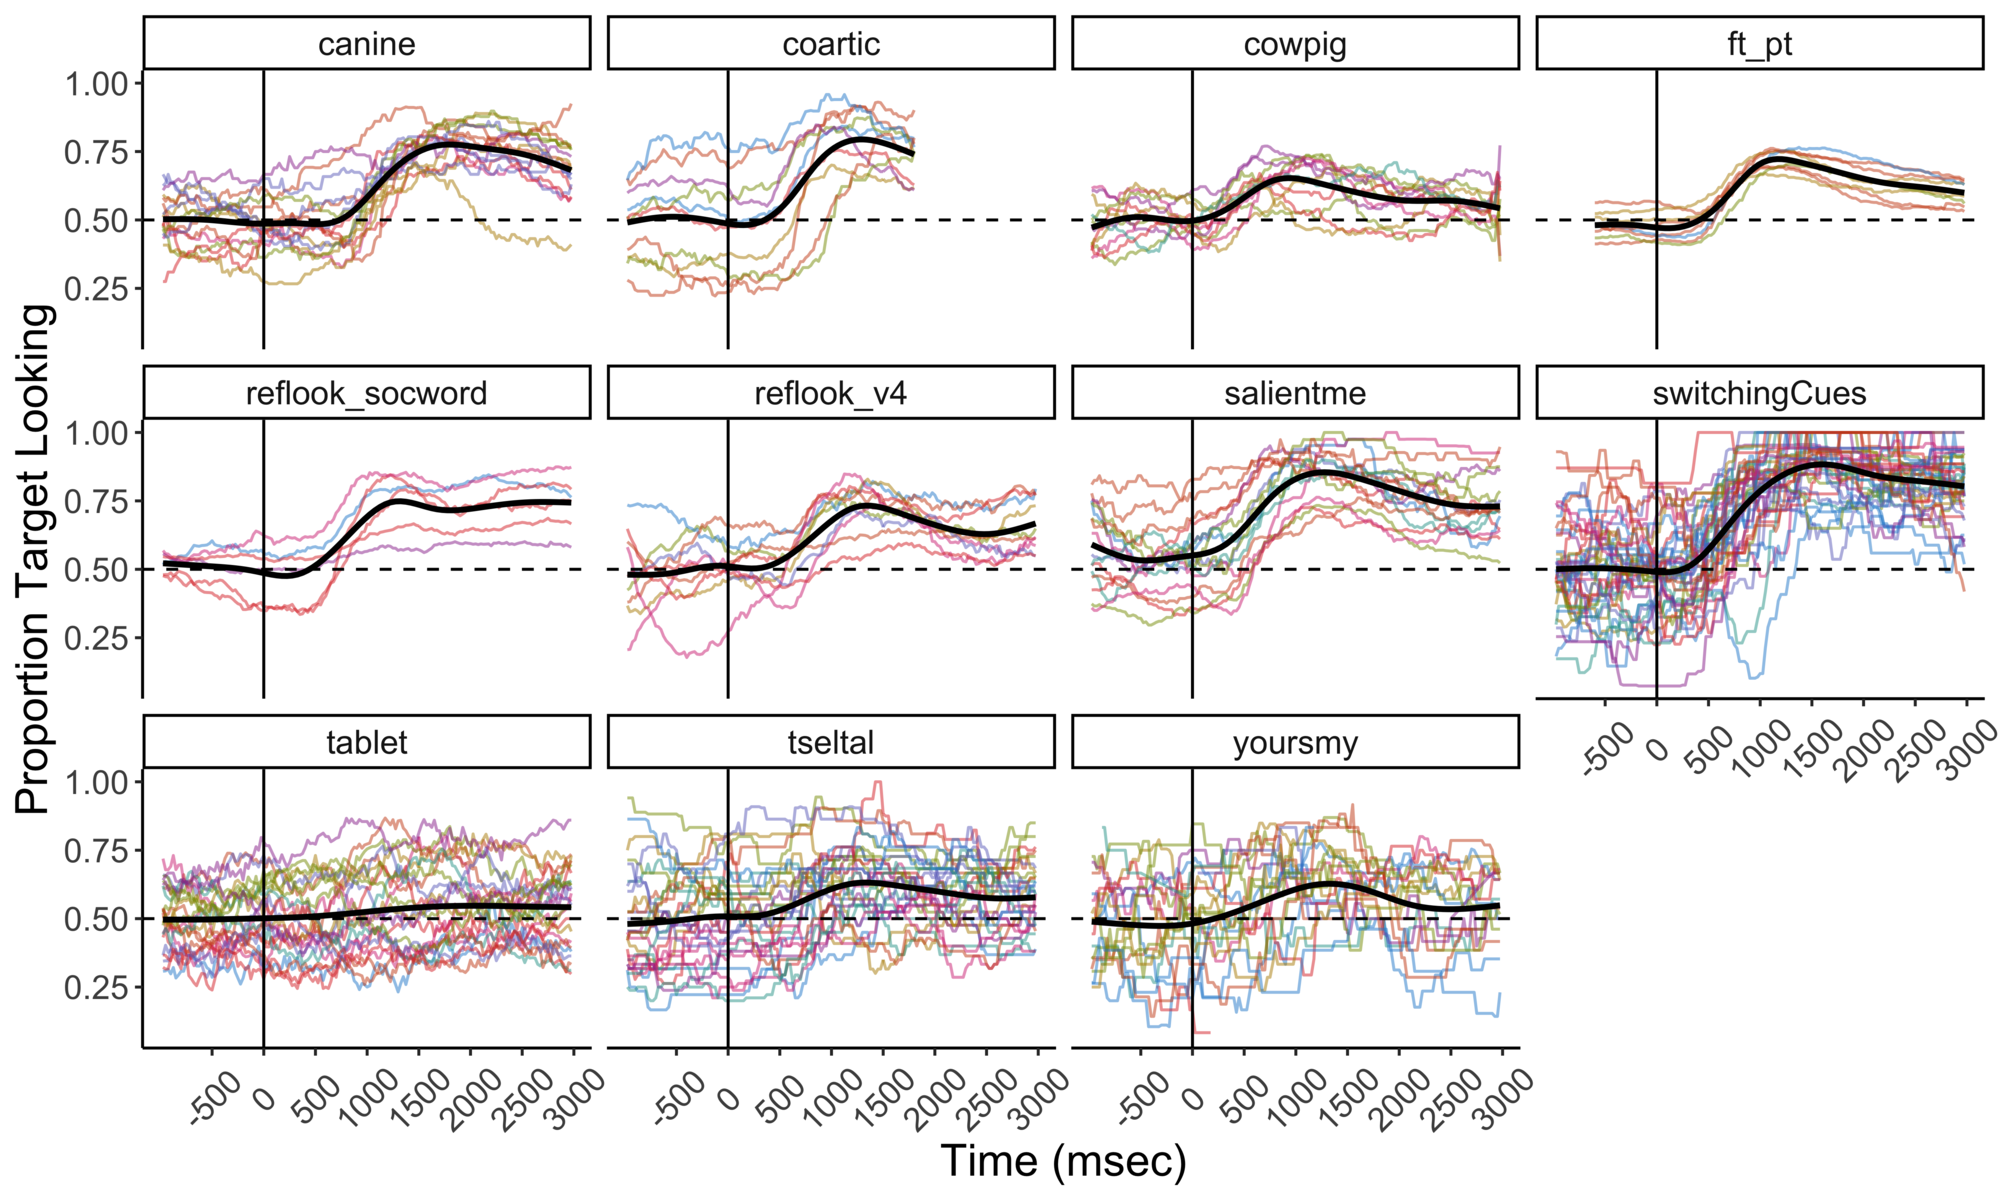 canine coartic cowpig ft_pt
1.00
0.75
0.50
0.25
reflook_socword reflook_v4 salientme switchingCues
1.00
0.75
0.50
0.25
-500 0 500 1000 1500 2000 2500 3000
tablet tseltal yoursmy
1.00
0.75
0.50
0.25
-500 0 500 1000 1500 2000 2500 3000 -500 0 500 1000 1500 2000 2500 3000 -500 0 500 1000 1500 2000 2500 3000
Proportion Target Looking
Time (msec)